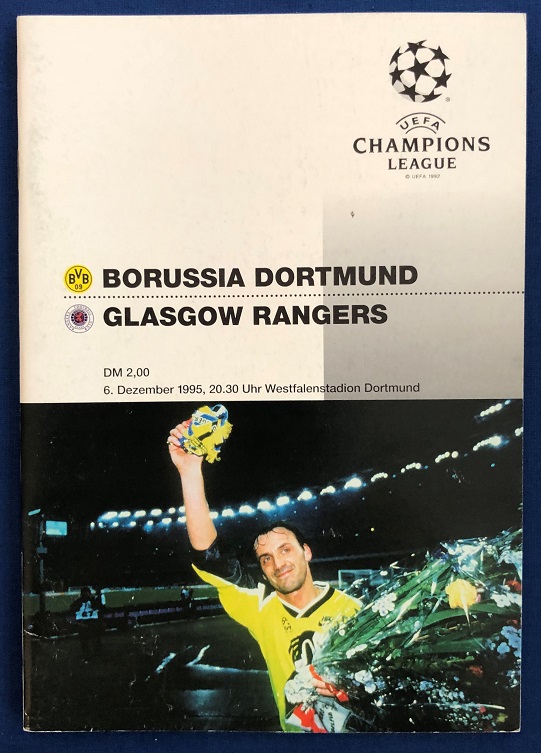 UEFA
CHAMPIONS
LEAGUE
© UEFA 1992
BVB
09
BORUSSIA DORTMUND
GLASGOW RANGERS
DM 2,00
6. Dezember 1995, 20.30 Uhr Westfalenstadion Dortmund